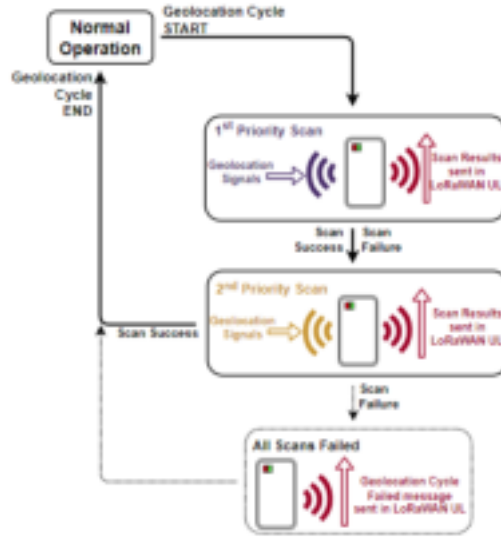 Geolocation Cycle
START
Normal
Operation
Geolocation
Cycle
END
1st Priority Scan
Geolocation
Signals
Scan Results
sent in
LoRaWAN UL
Scan
Success
Scan
Failure
2nd Priority Scan
Geolocation
Signals
Scan Results
sent in
LoRaWAN UL
Scan Success
Scan
Failure
All Scans Failed
Geolocation Cycle
Failed message
sent in LoRaWAN UL